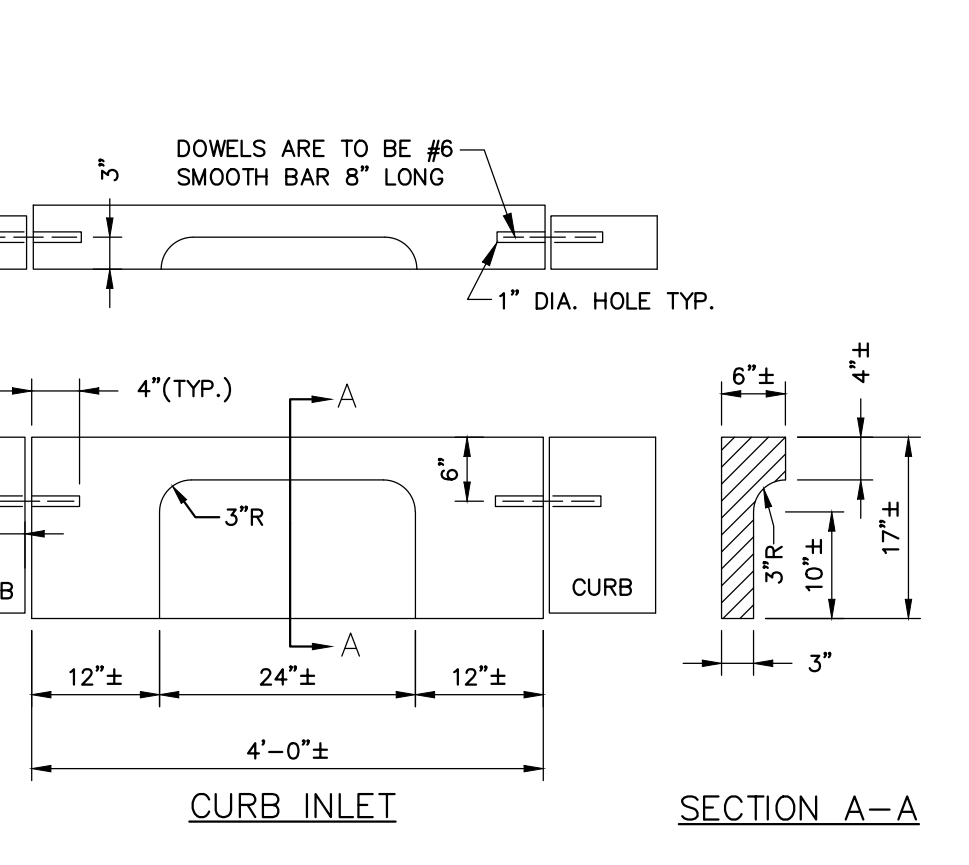 DOWELS ARE TO BE #6
SMOOTH BAR 8" LONG
3"
1" DIA. HOLE TYP.
4"(TYP.)
A
6"±
4"±
6"
3"R
17"±
3"R
10"±
B
CURB
A
3"
12"±
24"±
12"±
4'-0"±
CURB INLET
SECTION A-A